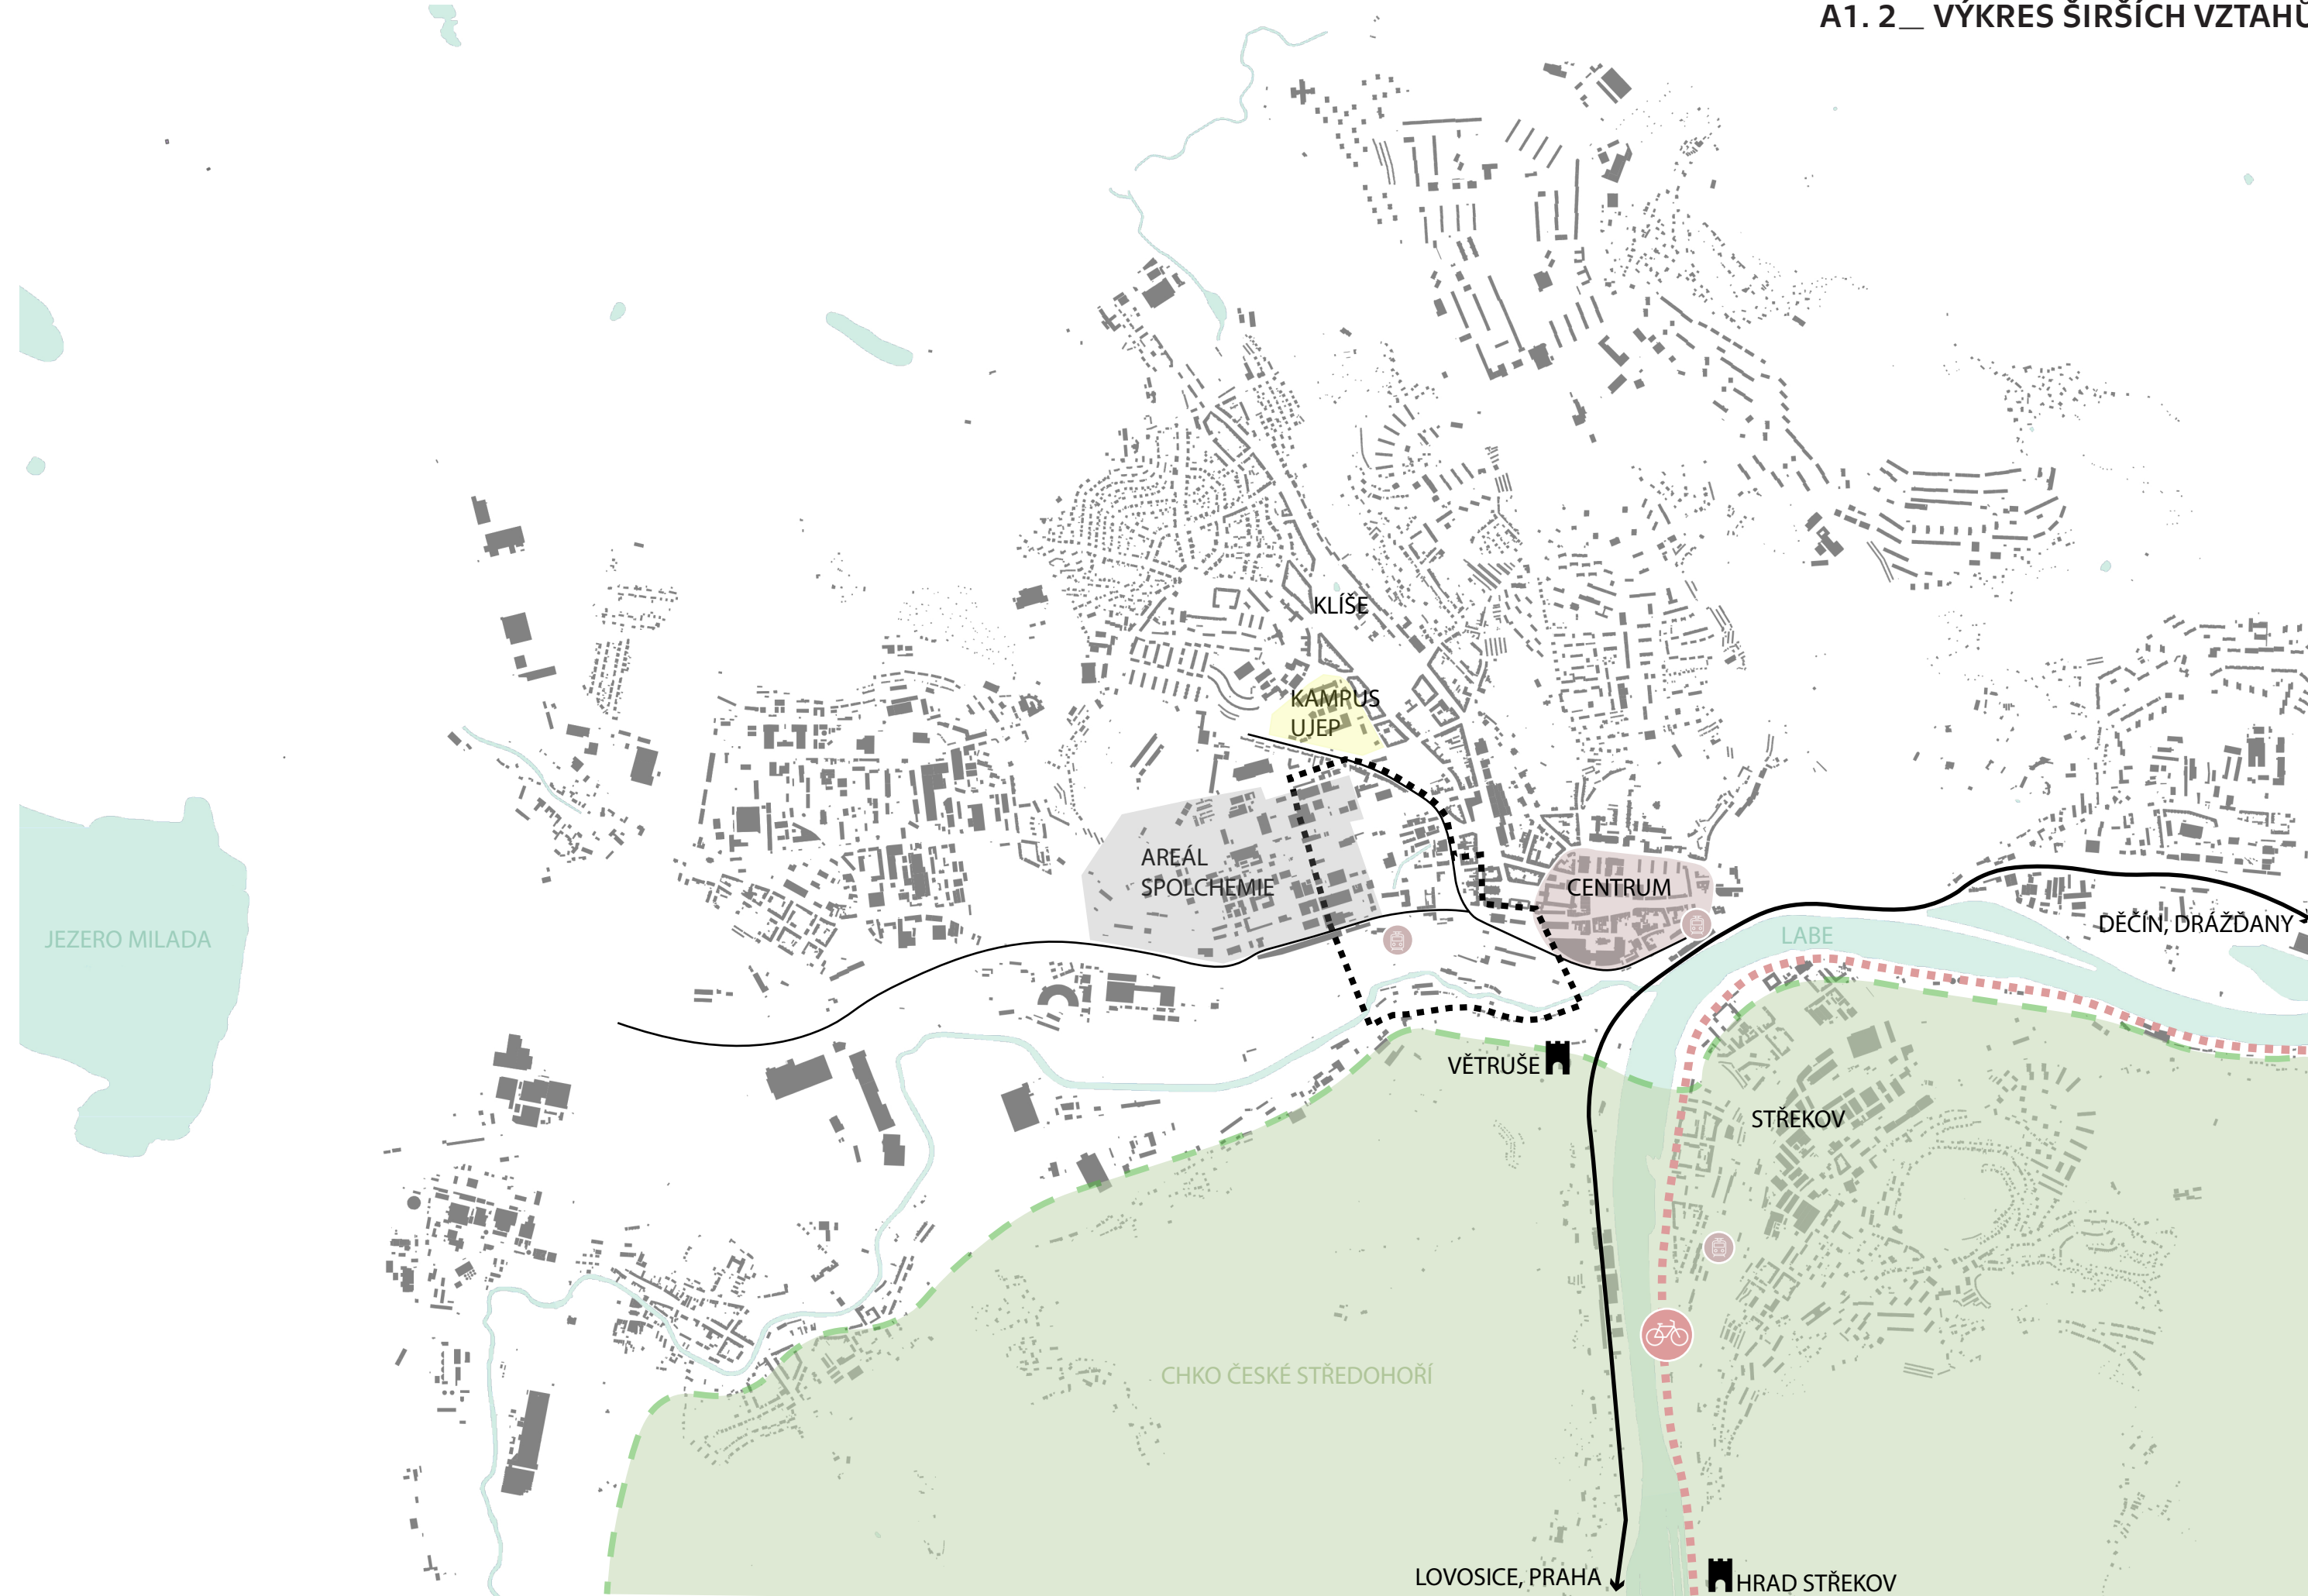 A1. 2_ VÝKRES ŠIRŠÍCH VZTAHŮ
KLÍŠE
KAMPUS
UJEP
AREÁL
SPOLCHEMIE
CENTRUM
JEZERO MILADA
LABE
DĚČÍN, DRÁŽĎANY
VĚTRUŠE
STŘEKOV
CHKO ČESKÉ STŘEDOHOŘÍ
LOVOSICE, PRAHA
HRAD STŘEKOV